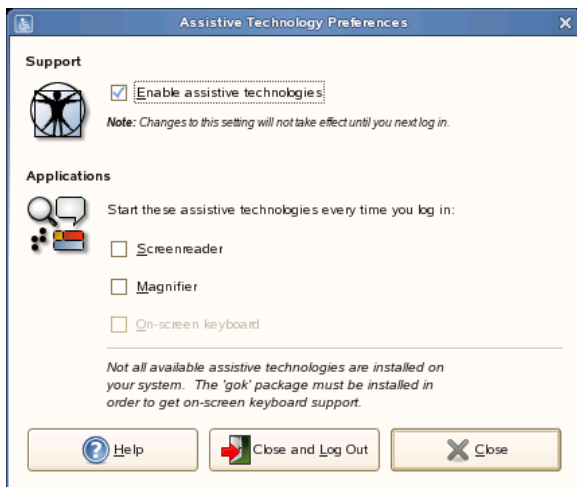 Assistive Technology Preferences
Support
Enable assistive technologies
Note: Changes to this setting will not take effect until you next log in.
Applications
Start these assistive technologies every time you log in:
Screenreader
Magnifier
On-screen keyboard
Not all available assistive technologies are installed on
your system. The 'gok' package must be installed in
order to get on-screen keyboard support.
Help
Close and Log Out
Close